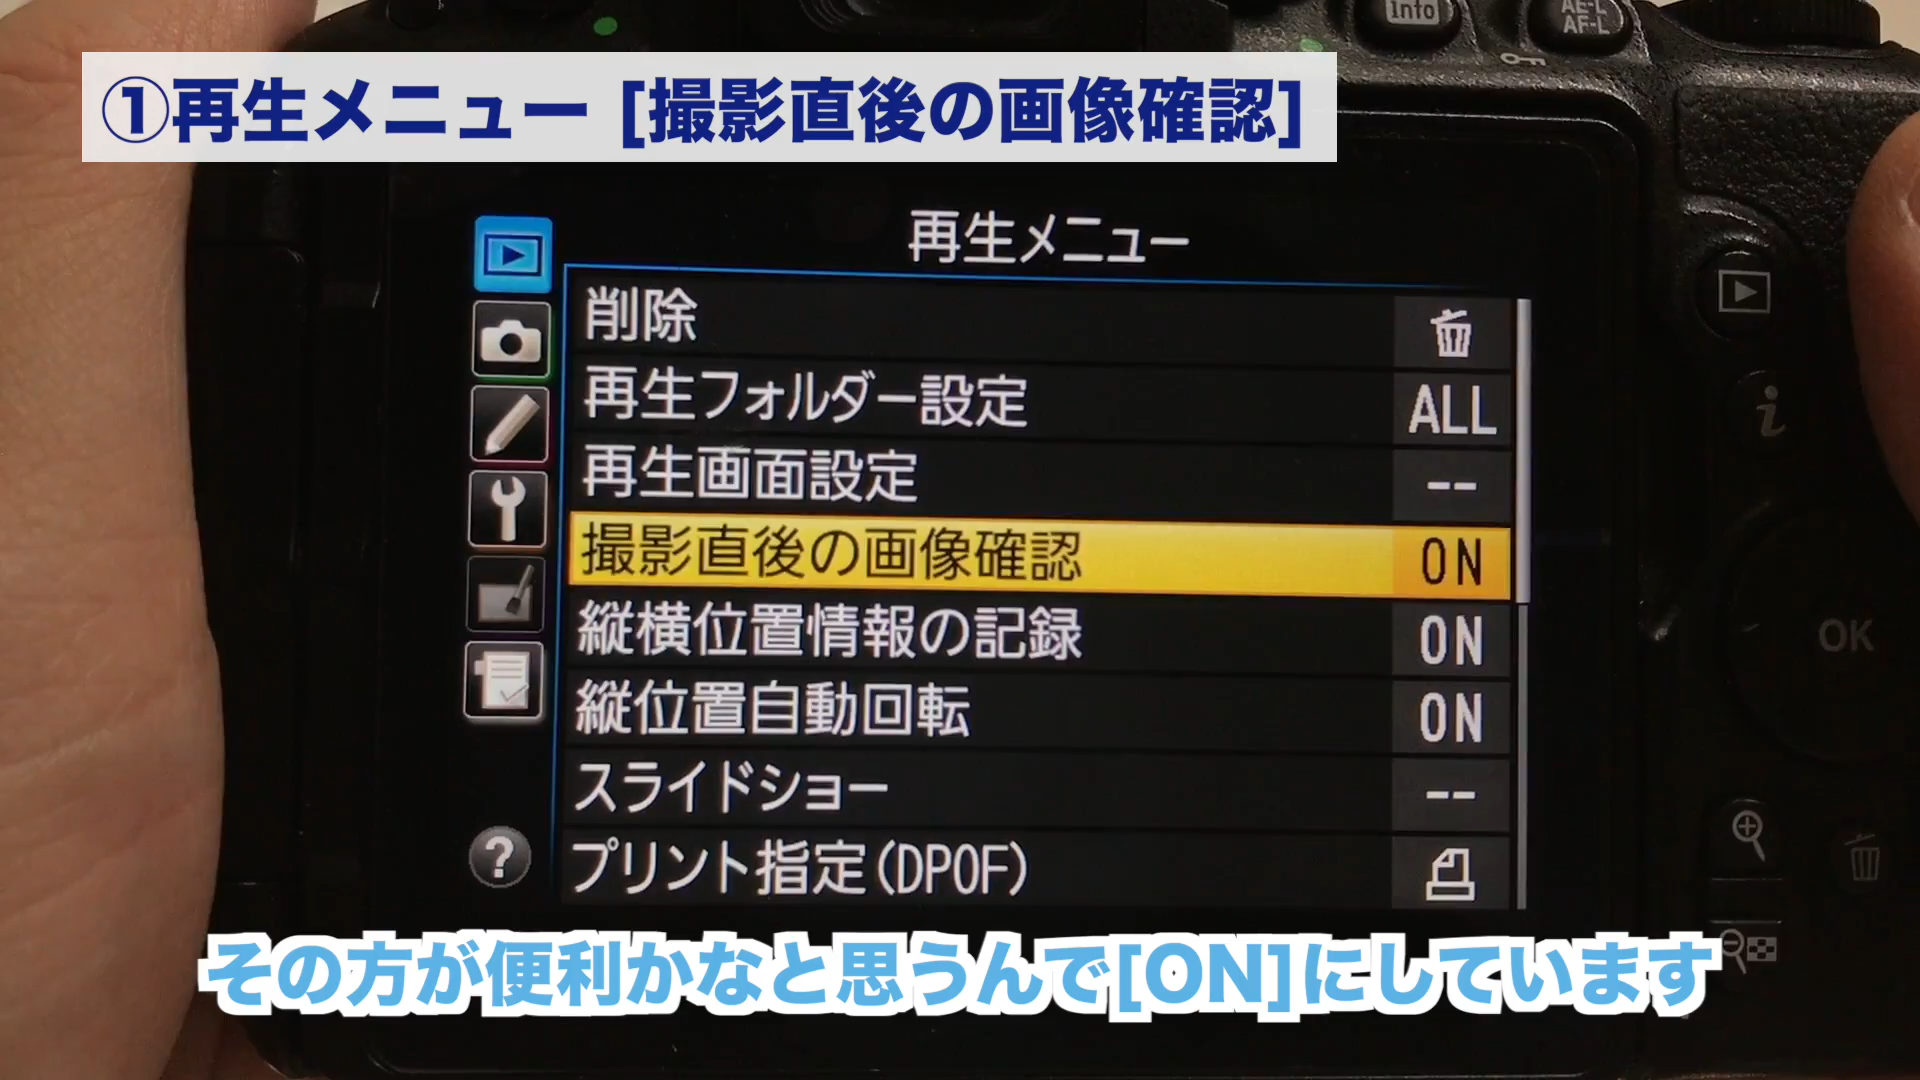 Info
AE-L
AF-L
①再生メニュー [撮影直後の画像確認]
再生メニュー
削除
再生フォルダー設定 ALL
再生画面設定 --
撮影直後の画像確認 ON
縦横位置情報の記録 ON
縦位置自動回転 ON
スライドショー --
プリント指定(DPOF)
?
i
OK
その方が便利かなと思うんで[ON]にしています